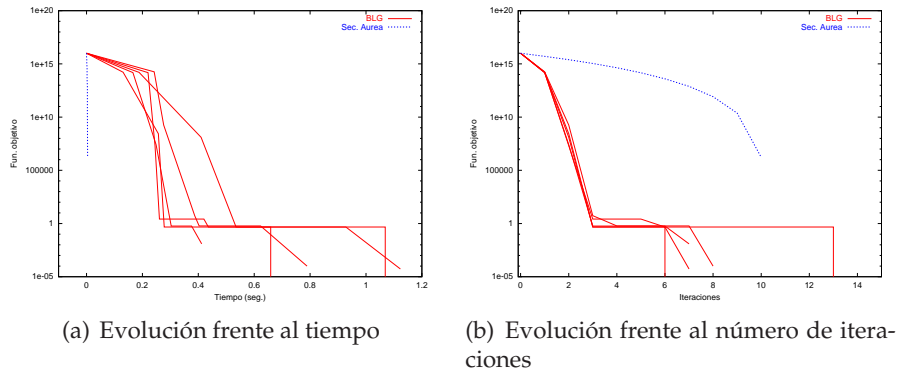 1e+20
1e+15
1e+10
100000
1
1e-05
0
0.2
0.4
0.6
0.8
1
1.2
Fun. objetivo
Tiempo (seg.)
BLG
Sec. Aurea
(a) Evolución frente al tiempo
1e+20
1e+15
1e+10
100000
1
1e-05
0
2
4
6
8
10
12
14
Fun. objetivo
Iteraciones
BLG
Sec. Aurea
(b) Evolución frente al número de itera-
ciones